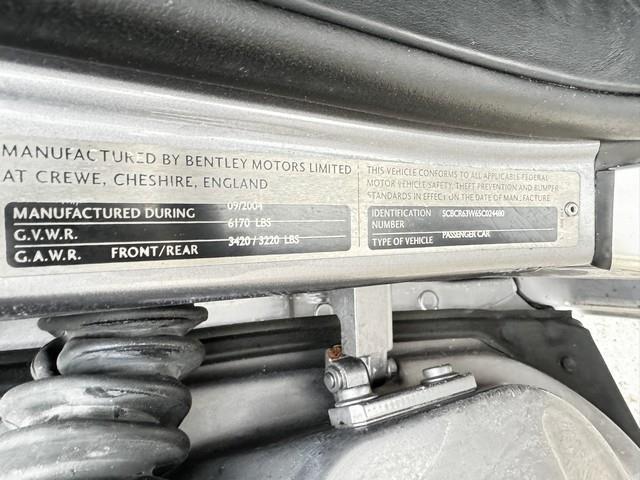 MANUFACTURED BY BENTLEY MOTORS LIMITED
AT CREWE, CHESHIRE, ENGLAND
MANUFACTURED DURING 09/2004
G.V.W.R. 6170 LBS
G.A.W.R. FRONT/REAR 3420 / 3220 LBS
THIS VEHICLE CONFORMS TO ALL APPLICABLE FEDERAL
MOTOR VEHICLE SAFETY, THEFT PREVENTION AND BUMPER
STANDARDS IN EFFECT ON THE DATE OF MANUFACTURE
IDENTIFICATION NUMBER SCBCR63W65C024480
TYPE OF VEHICLE PASSENGER CAR